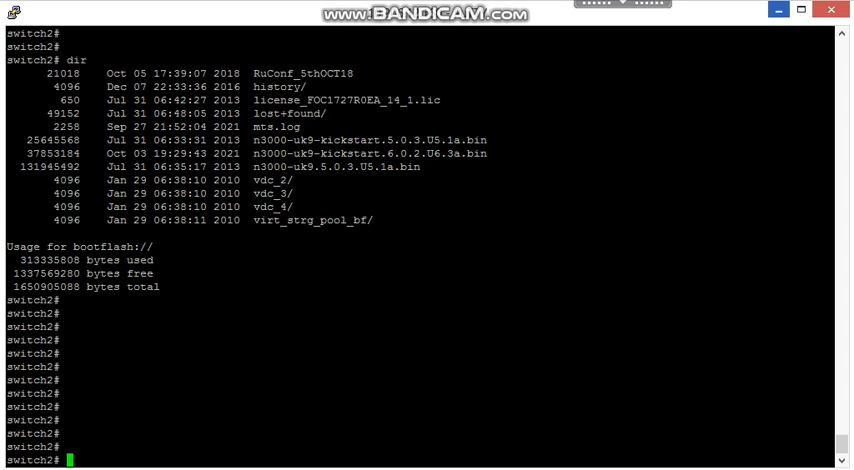 www.BANDICAM.com
switch2#
switch2#
switch2# dir
21018 Oct 05 17:39:07 2018 RuConf_5thOCT18
4096 Dec 07 22:33:36 2016 history/
650 Jul 31 06:42:27 2013 license_FOC1727R0EA_14_1.lic
49152 Jul 31 06:48:05 2013 lost+found/
2258 Sep 27 21:52:04 2021 mts.log
25645568 Jul 31 06:33:31 2013 n3000-uk9-kickstart.5.0.3.U5.1a.bin
37853184 Oct 03 19:29:43 2021 n3000-uk9-kickstart.6.0.2.U6.3a.bin
131945492 Jul 31 06:35:17 2013 n3000-uk9.5.0.3.U5.1a.bin
4096 Jan 29 06:38:10 2010 vdc_2/
4096 Jan 29 06:38:10 2010 vdc_3/
4096 Jan 29 06:38:10 2010 vdc_4/
4096 Jan 29 06:38:11 2010 virt_strg_pool_bf/
Usage for bootflash://
313335808 bytes used
1337569280 bytes free
1650905088 bytes total
switch2#
switch2#
switch2#
switch2#
switch2#
switch2#
switch2#
switch2#
switch2#
switch2#
switch2#
switch2#
switch2#